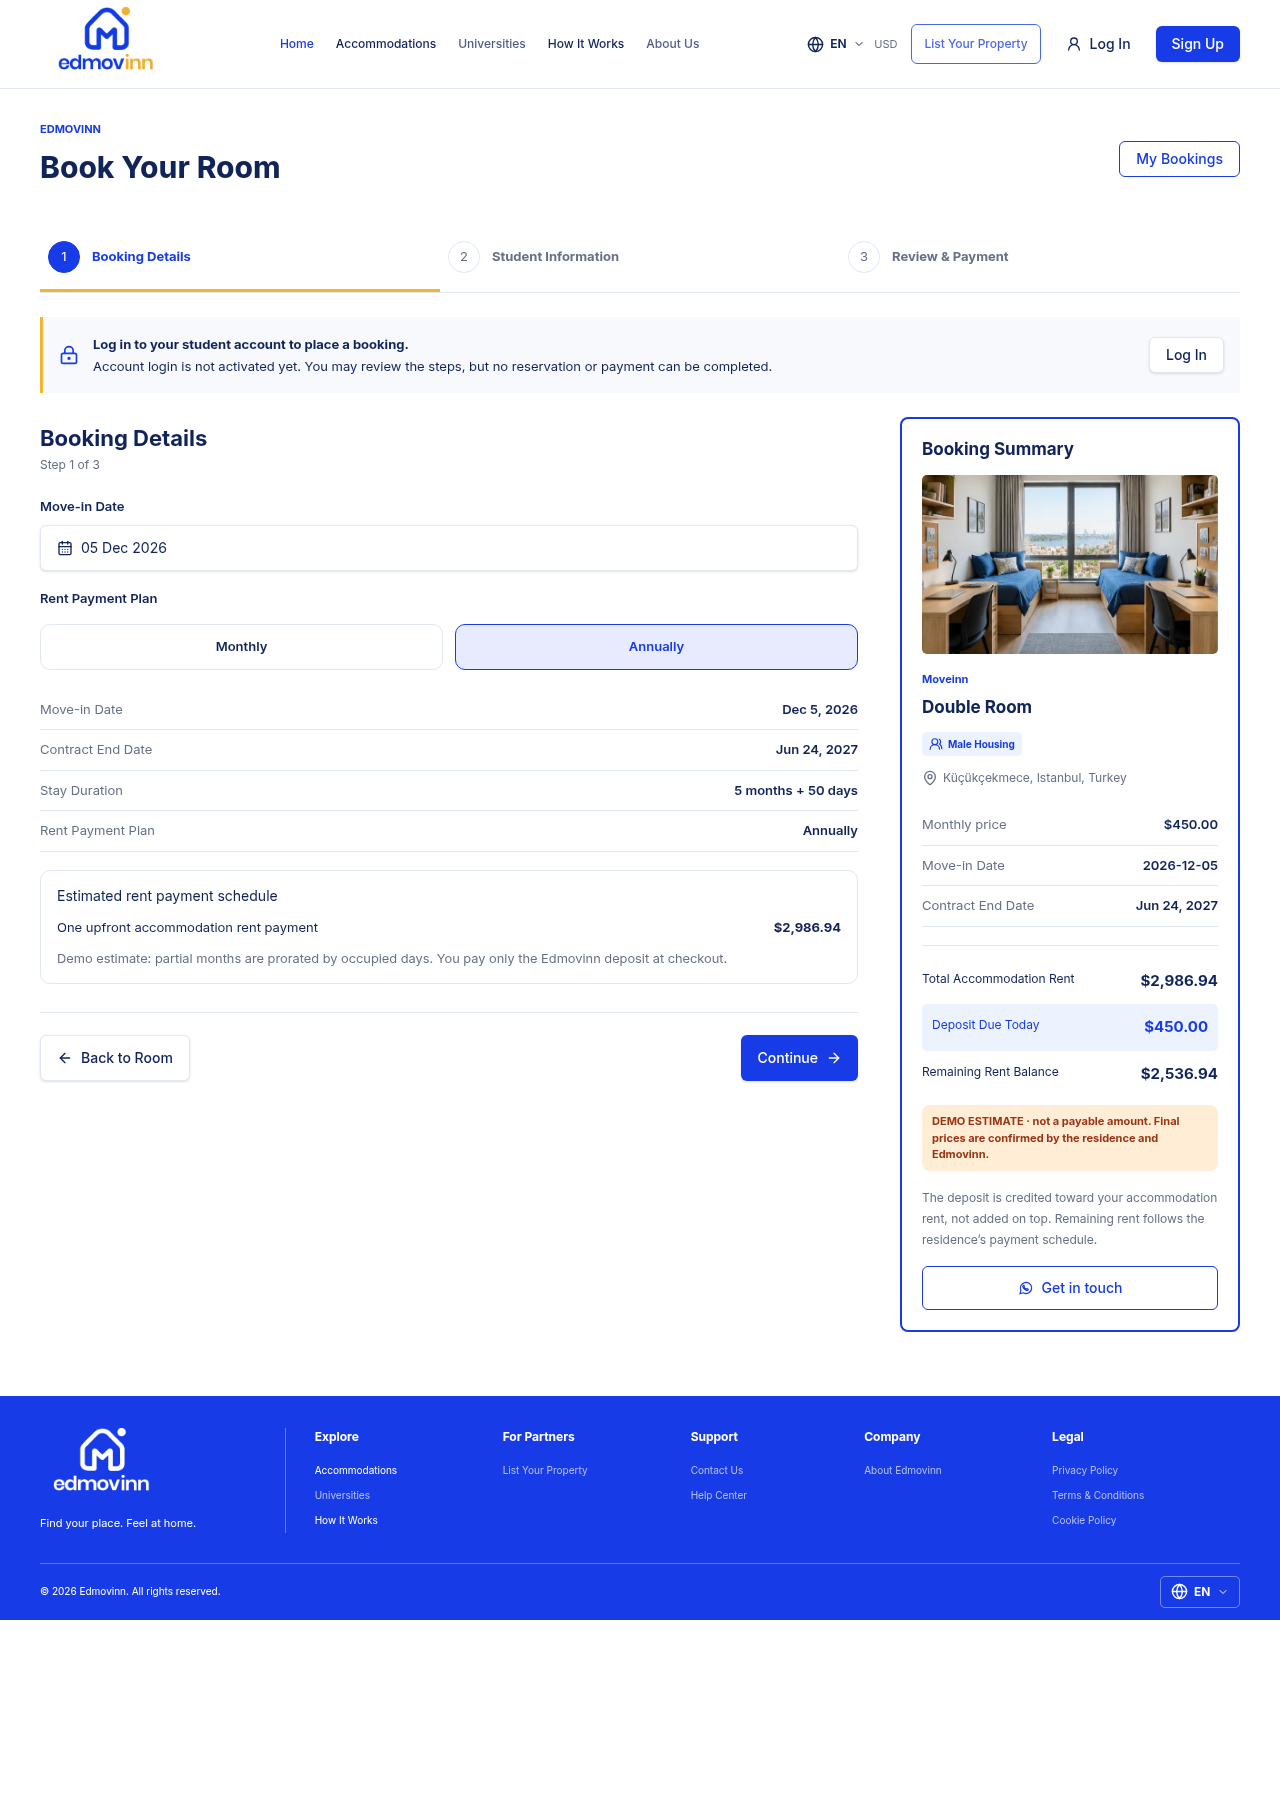 edmovinn
Home
Accommodations
Universities
How It Works
About Us
EN
USD
List Your Property
Log In
Sign Up
EDMOVINN
Book Your Room
My Bookings
1
Booking Details
2
Student Information
3
Review & Payment
Log in to your student account to place a booking.
Account login is not activated yet. You may review the steps, but no reservation or payment can be completed.
Log In
Booking Details
Step 1 of 3
Move-in Date
05 Dec 2026
Rent Payment Plan
Monthly
Annually
Move-in Date
Dec 5, 2026
Contract End Date
Jun 24, 2027
Stay Duration
5 months + 50 days
Rent Payment Plan
Annually
Estimated rent payment schedule
One upfront accommodation rent payment
$2,986.94
Demo estimate: partial months are prorated by occupied days. You pay only the Edmovinn deposit at checkout.
Back to Room
Continue
Booking Summary
Moveinn
Double Room
Male Housing
Küçükçekmece, Istanbul, Turkey
Monthly price
$450.00
Move-in Date
2026-12-05
Contract End Date
Jun 24, 2027
Total Accommodation Rent
$2,986.94
Deposit Due Today
$450.00
Remaining Rent Balance
$2,536.94
DEMO ESTIMATE · not a payable amount. Final
prices are confirmed by the residence and
Edmovinn.
The deposit is credited toward your accommodation
rent, not added on top. Remaining rent follows the
residence’s payment schedule.
Get in touch
edmovinn
Find your place. Feel at home.
Explore
Accommodations
Universities
How It Works
For Partners
List Your Property
Support
Contact Us
Help Center
Company
About Edmovinn
Legal
Privacy Policy
Terms & Conditions
Cookie Policy
© 2026 Edmovinn. All rights reserved.
EN